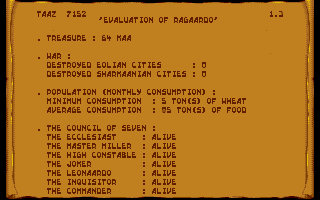 TAAZ 7152 1.3
'EVALUATION OF RAGAARDO'
. TREASURE : 64 MAA
. WAR :
DESTROYED EOLIAN CITIES : 0
DESTROYED SHARKAANIAN CITIES : 0
. POPULATION (MONTHLY CONSUMPTION) :
MINIMUM CONSUMPTION : 5 TON(S) OF WHEAT
AVERAGE CONSUMPTION : 05 TON(S) OF FOOD
. THE COUNCIL OF SEVEN :
THE ECCLESIAST : ALIVE
THE MASTER MILLER : ALIVE
THE HIGH CONSTABLE : ALIVE
THE JOKER : ALIVE
THE LEONAARDO : ALIVE
THE INQUISITOR : ALIVE
THE COMMANDER : ALIVE